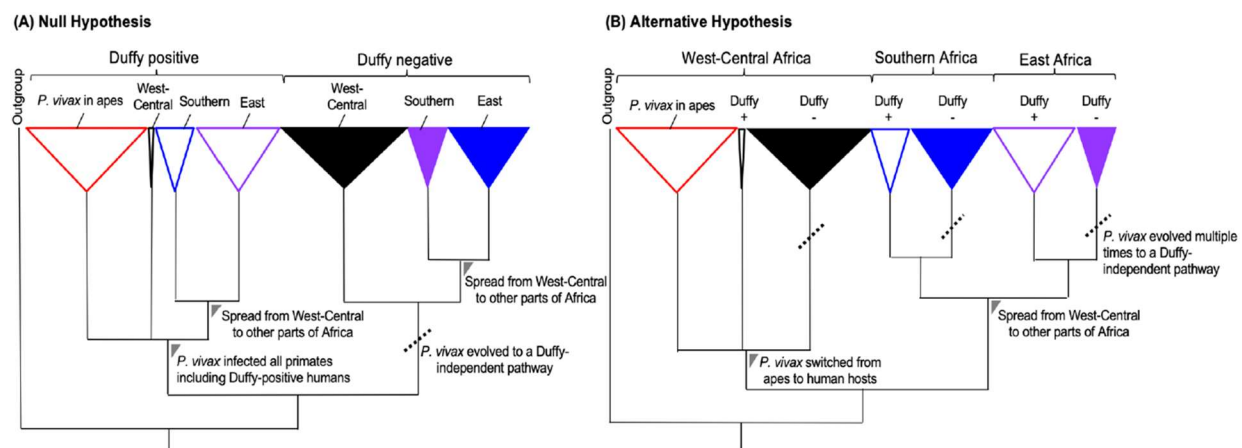 (A) Null Hypothesis
Duffy positive
Duffy negative
Outgroup
P. vivax in apes
West-
Central
Southern
East
West-
Central
Southern
East
Spread from West-Central
to other parts of Africa
Spread from West-Central
to other parts of Africa
P. vivax infected all primates
including Duffy-positive humans
P. vivax evolved to a Duffy-
independent pathway
(B) Alternative Hypothesis
West-Central Africa
Southern Africa
East Africa
Outgroup
P. vivax in apes
Duffy
+
Duffy
-
Duffy
+
Duffy
-
Duffy
+
Duffy
-
P. vivax evolved multiple
times to a Duffy-
independent pathway
Spread from West-Central
to other parts of Africa
P. vivax switched from
apes to human hosts